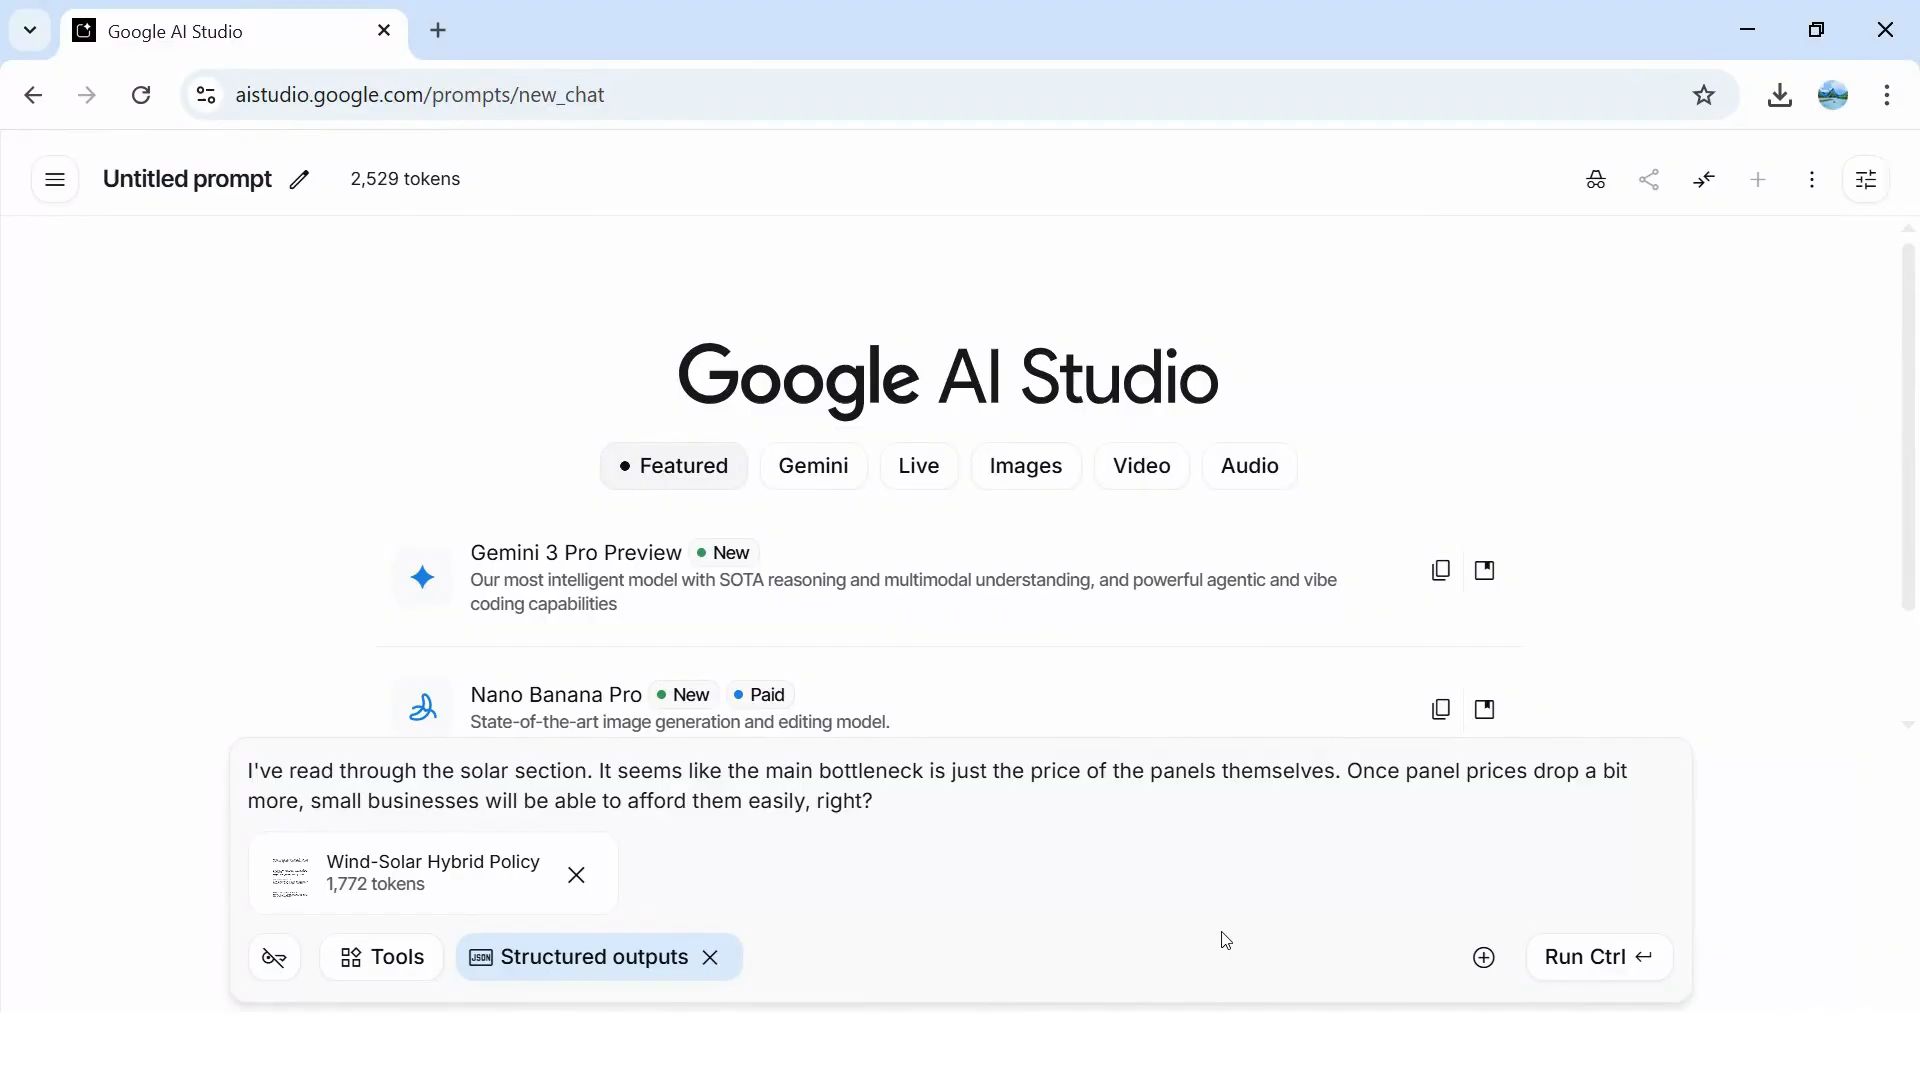 Google AI Studio
aistudio.google.com/prompts/new_chat
Untitled prompt
2,529 tokens
Google AI Studio
Featured
Gemini
Live
Images
Video
Audio
Gemini 3 Pro Preview
New
Our most intelligent model with SOTA reasoning and multimodal understanding, and powerful agentic and vibe
coding capabilities
Nano Banana Pro
New
Paid
State-of-the-art image generation and editing model.
I've read through the solar section. It seems like the main bottleneck is just the price of the panels themselves. Once panel prices drop a bit
more, small businesses will be able to afford them easily, right?
Wind-Solar Hybrid Policy
1,772 tokens
Tools
JSON
Structured outputs
Run Ctrl ↵